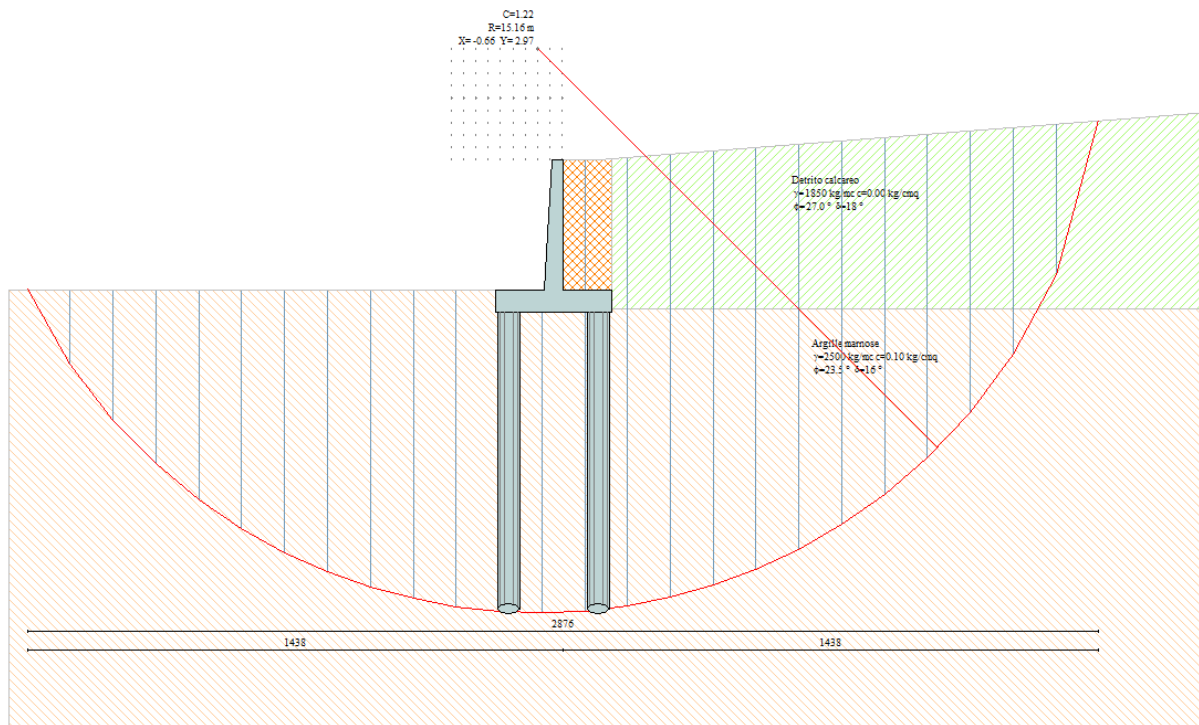 C=1.22
R=15.16 m
X= -0.66 Y= 2.97
Detrito calcareo
γ=1850 kg/mc c=0.00 kg/cmq
ϕ=27.0 ° δ=18 °
Argille marnose
γ=2500 kg/mc c=0.10 kg/cmq
ϕ=23.5 ° δ=16 °
2876
1438
1438